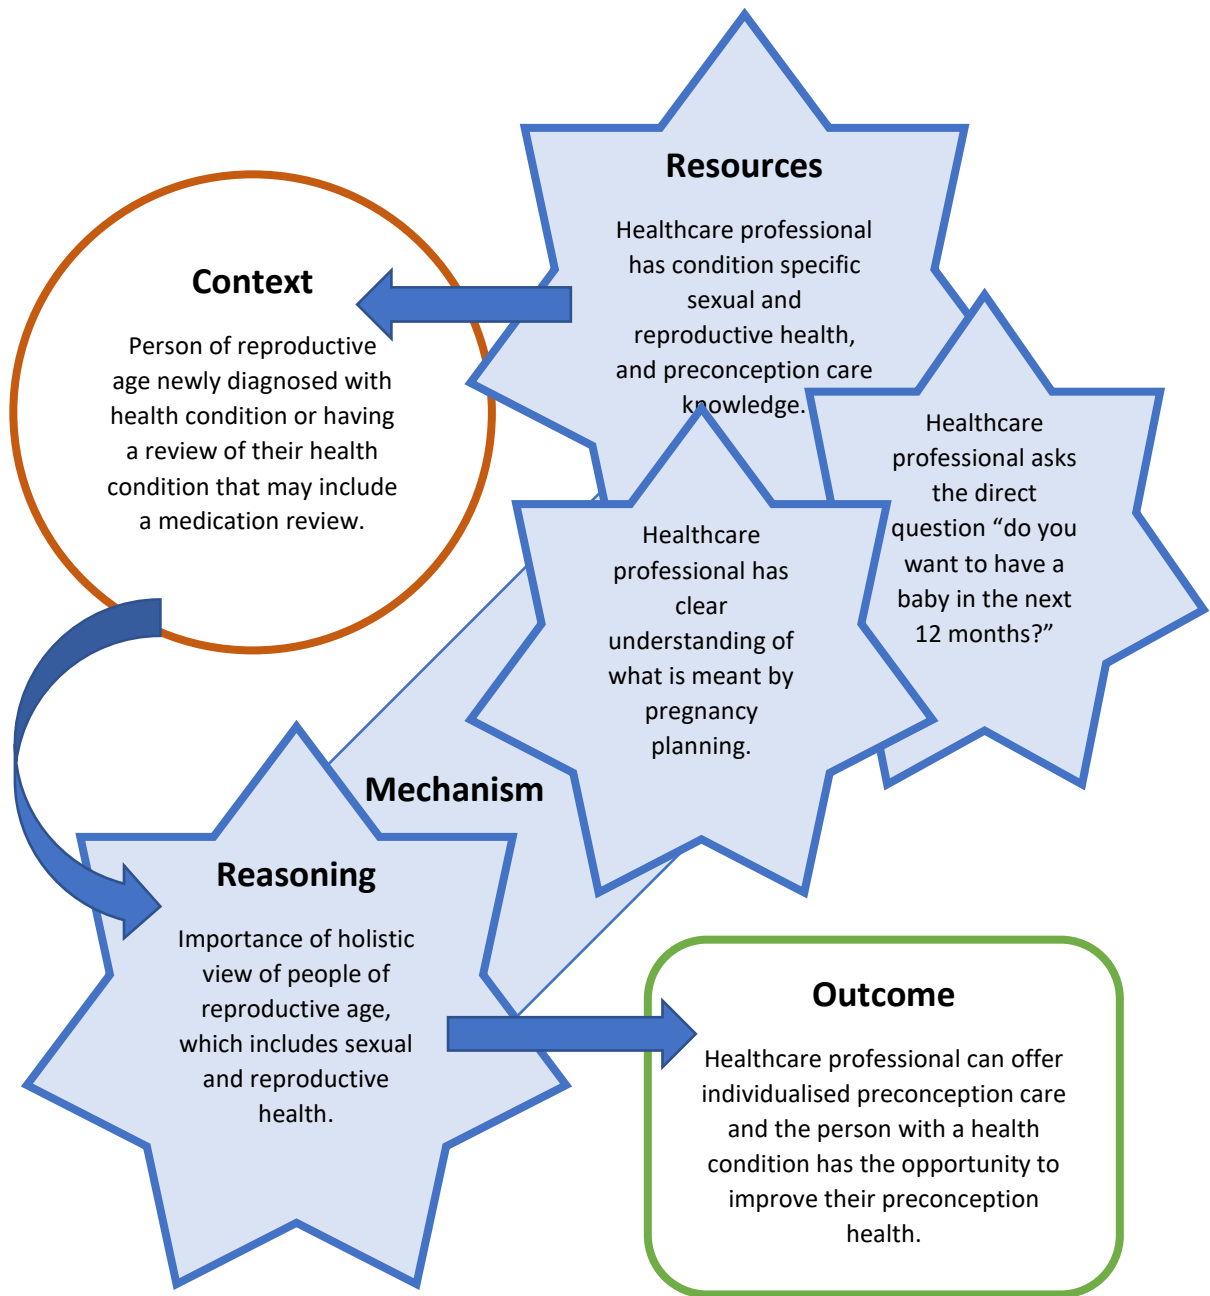 Resources
Healthcare professional
has condition specific
sexual and
reproductive health,
and preconception care
knowledge.
Context
Person of reproductive
age newly diagnosed with
health condition or having
a review of their health
condition that may include
a medication review.
Healthcare
professional asks
the direct
question “do you
want to have a
baby in the next
12 months?”
Healthcare
professional has
clear
understanding of
what is meant by
pregnancy
planning.
Mechanism
Reasoning
Importance of holistic
view of people of
reproductive age,
which includes sexual
and reproductive
health.
Outcome
Healthcare professional can offer
individualised preconception care
and the person with a health
condition has the opportunity to
improve their preconception
health.